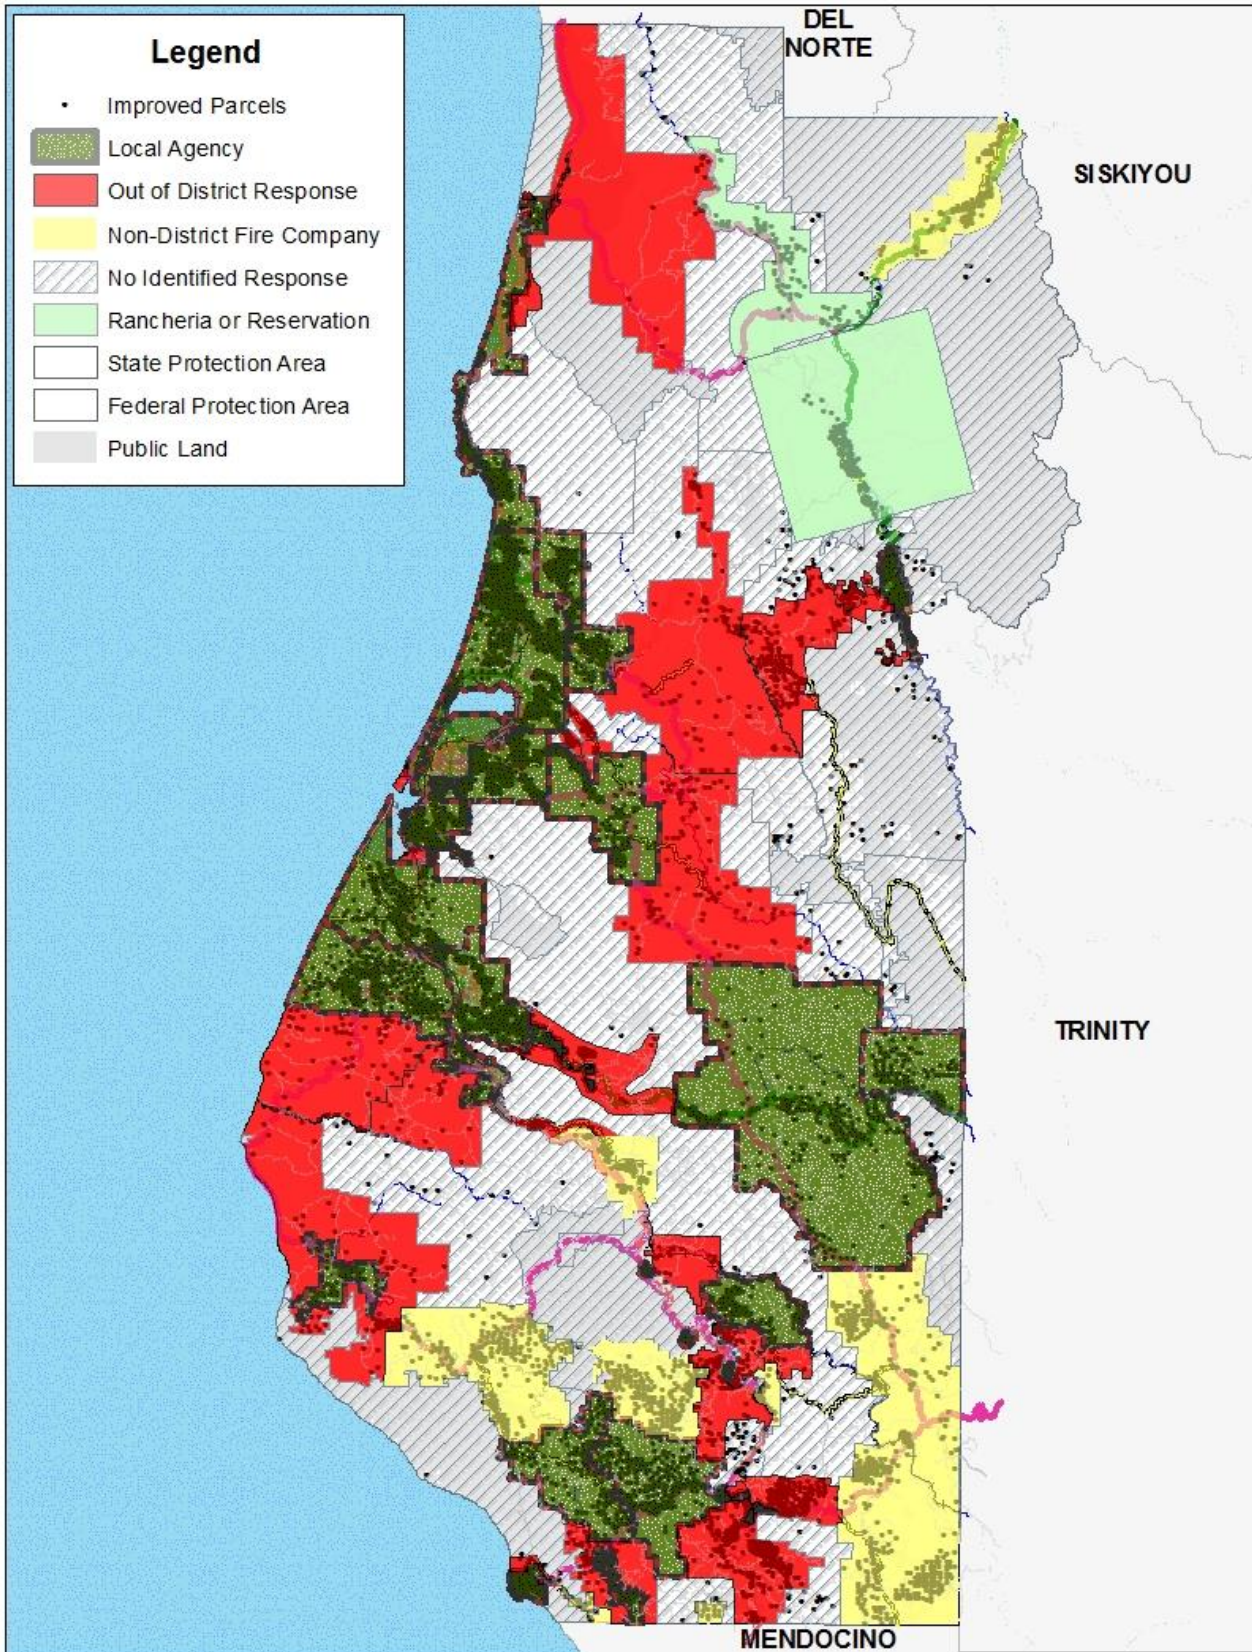 Legend
Improved Parcels
Local Agency
Out of District Response
Non-District Fire Company
No Identified Response
Rancheria or Reservation
State Protection Area
Federal Protection Area
Public Land
DEL
NORTE
SISKIYOU
TRINITY
MENDOCINO